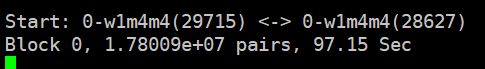 Start: 0-w1m4m4(29715) <-> 0-w1m4m4(28627)
Block 0, 1.78009e+07 pairs, 97.15 Sec